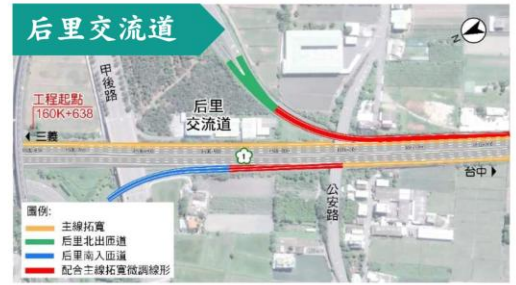 后里交流道
N
甲後路
工程起點
160K+638
三義
后里
交流道
1
台中
公安路
圖例:
主線拓寬
后里北出匝道
后里南入匝道
配合主線拓寬微調線形